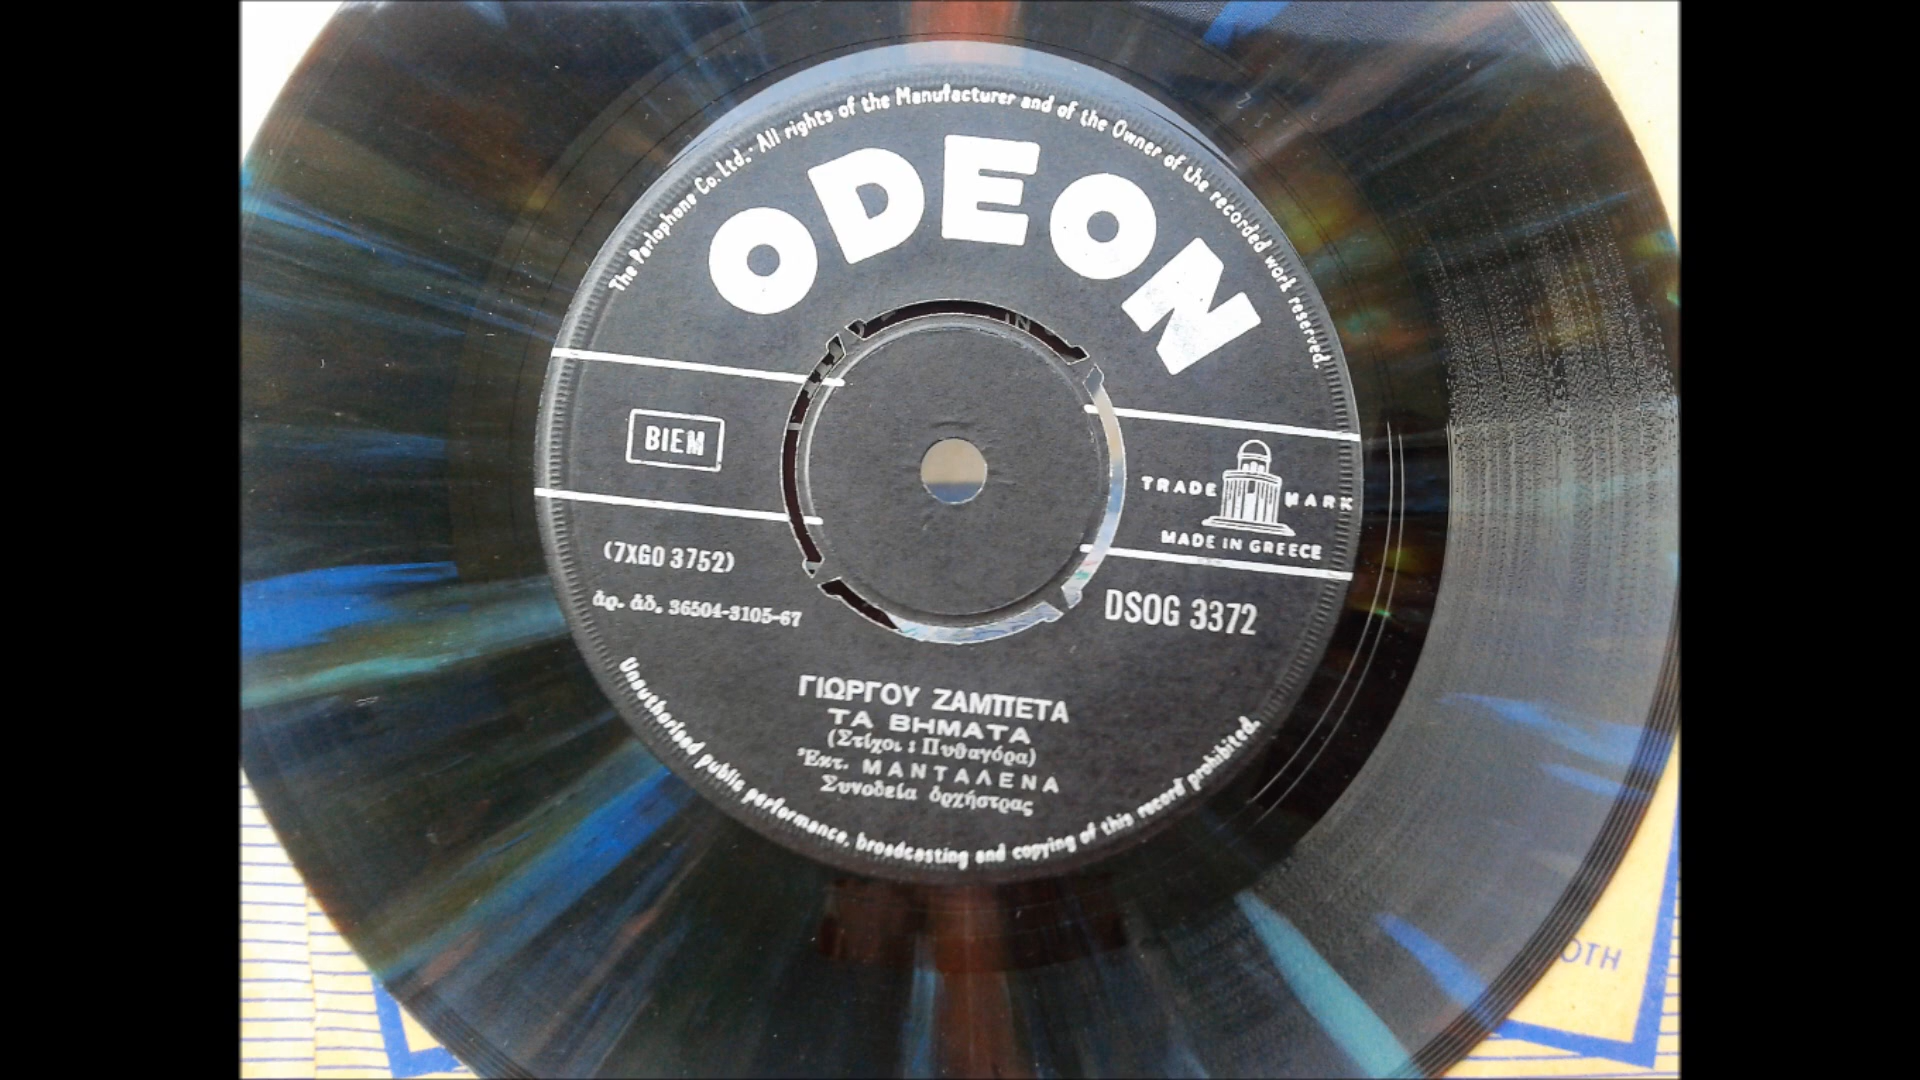 The Parlophone Co. Ltd. · All rights of the Manufacturer and of the Owner of the recorded work reserved.
ODEON
BIEM
TRADE MARK
MADE IN GREECE
(7XGO 3752)
ἀρ. ἀδ. 36504-3105-67
DSOG 3372
ΓΙΩΡΓΟΥ ΖΑΜΠΕΤΑ
ΤΑ ΒΗΜΑΤΑ
(Στίχοι : Πυθαγόρα)
Ἐκτ. ΜΑΝΤΑΛΕΝΑ
Συνοδεία ὀρχήστρας
Unauthorised public performance, broadcasting and copying of this record prohibited.